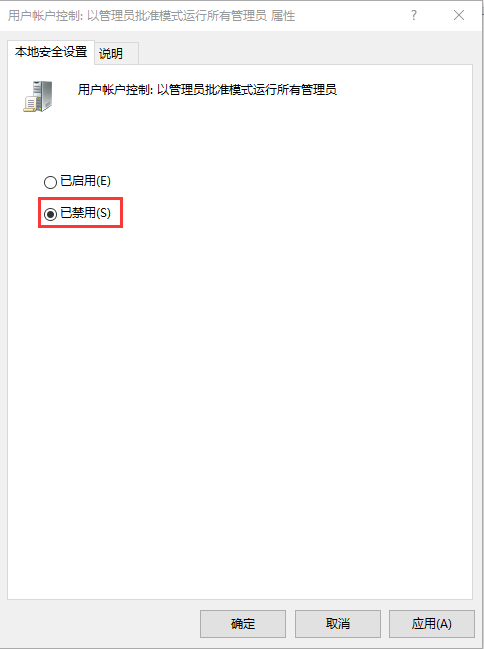 用户帐户控制: 以管理员批准模式运行所有管理员 属性
?
本地安全设置
说明
用户帐户控制: 以管理员批准模式运行所有管理员
已启用(E)
已禁用(S)
确定
取消
应用(A)